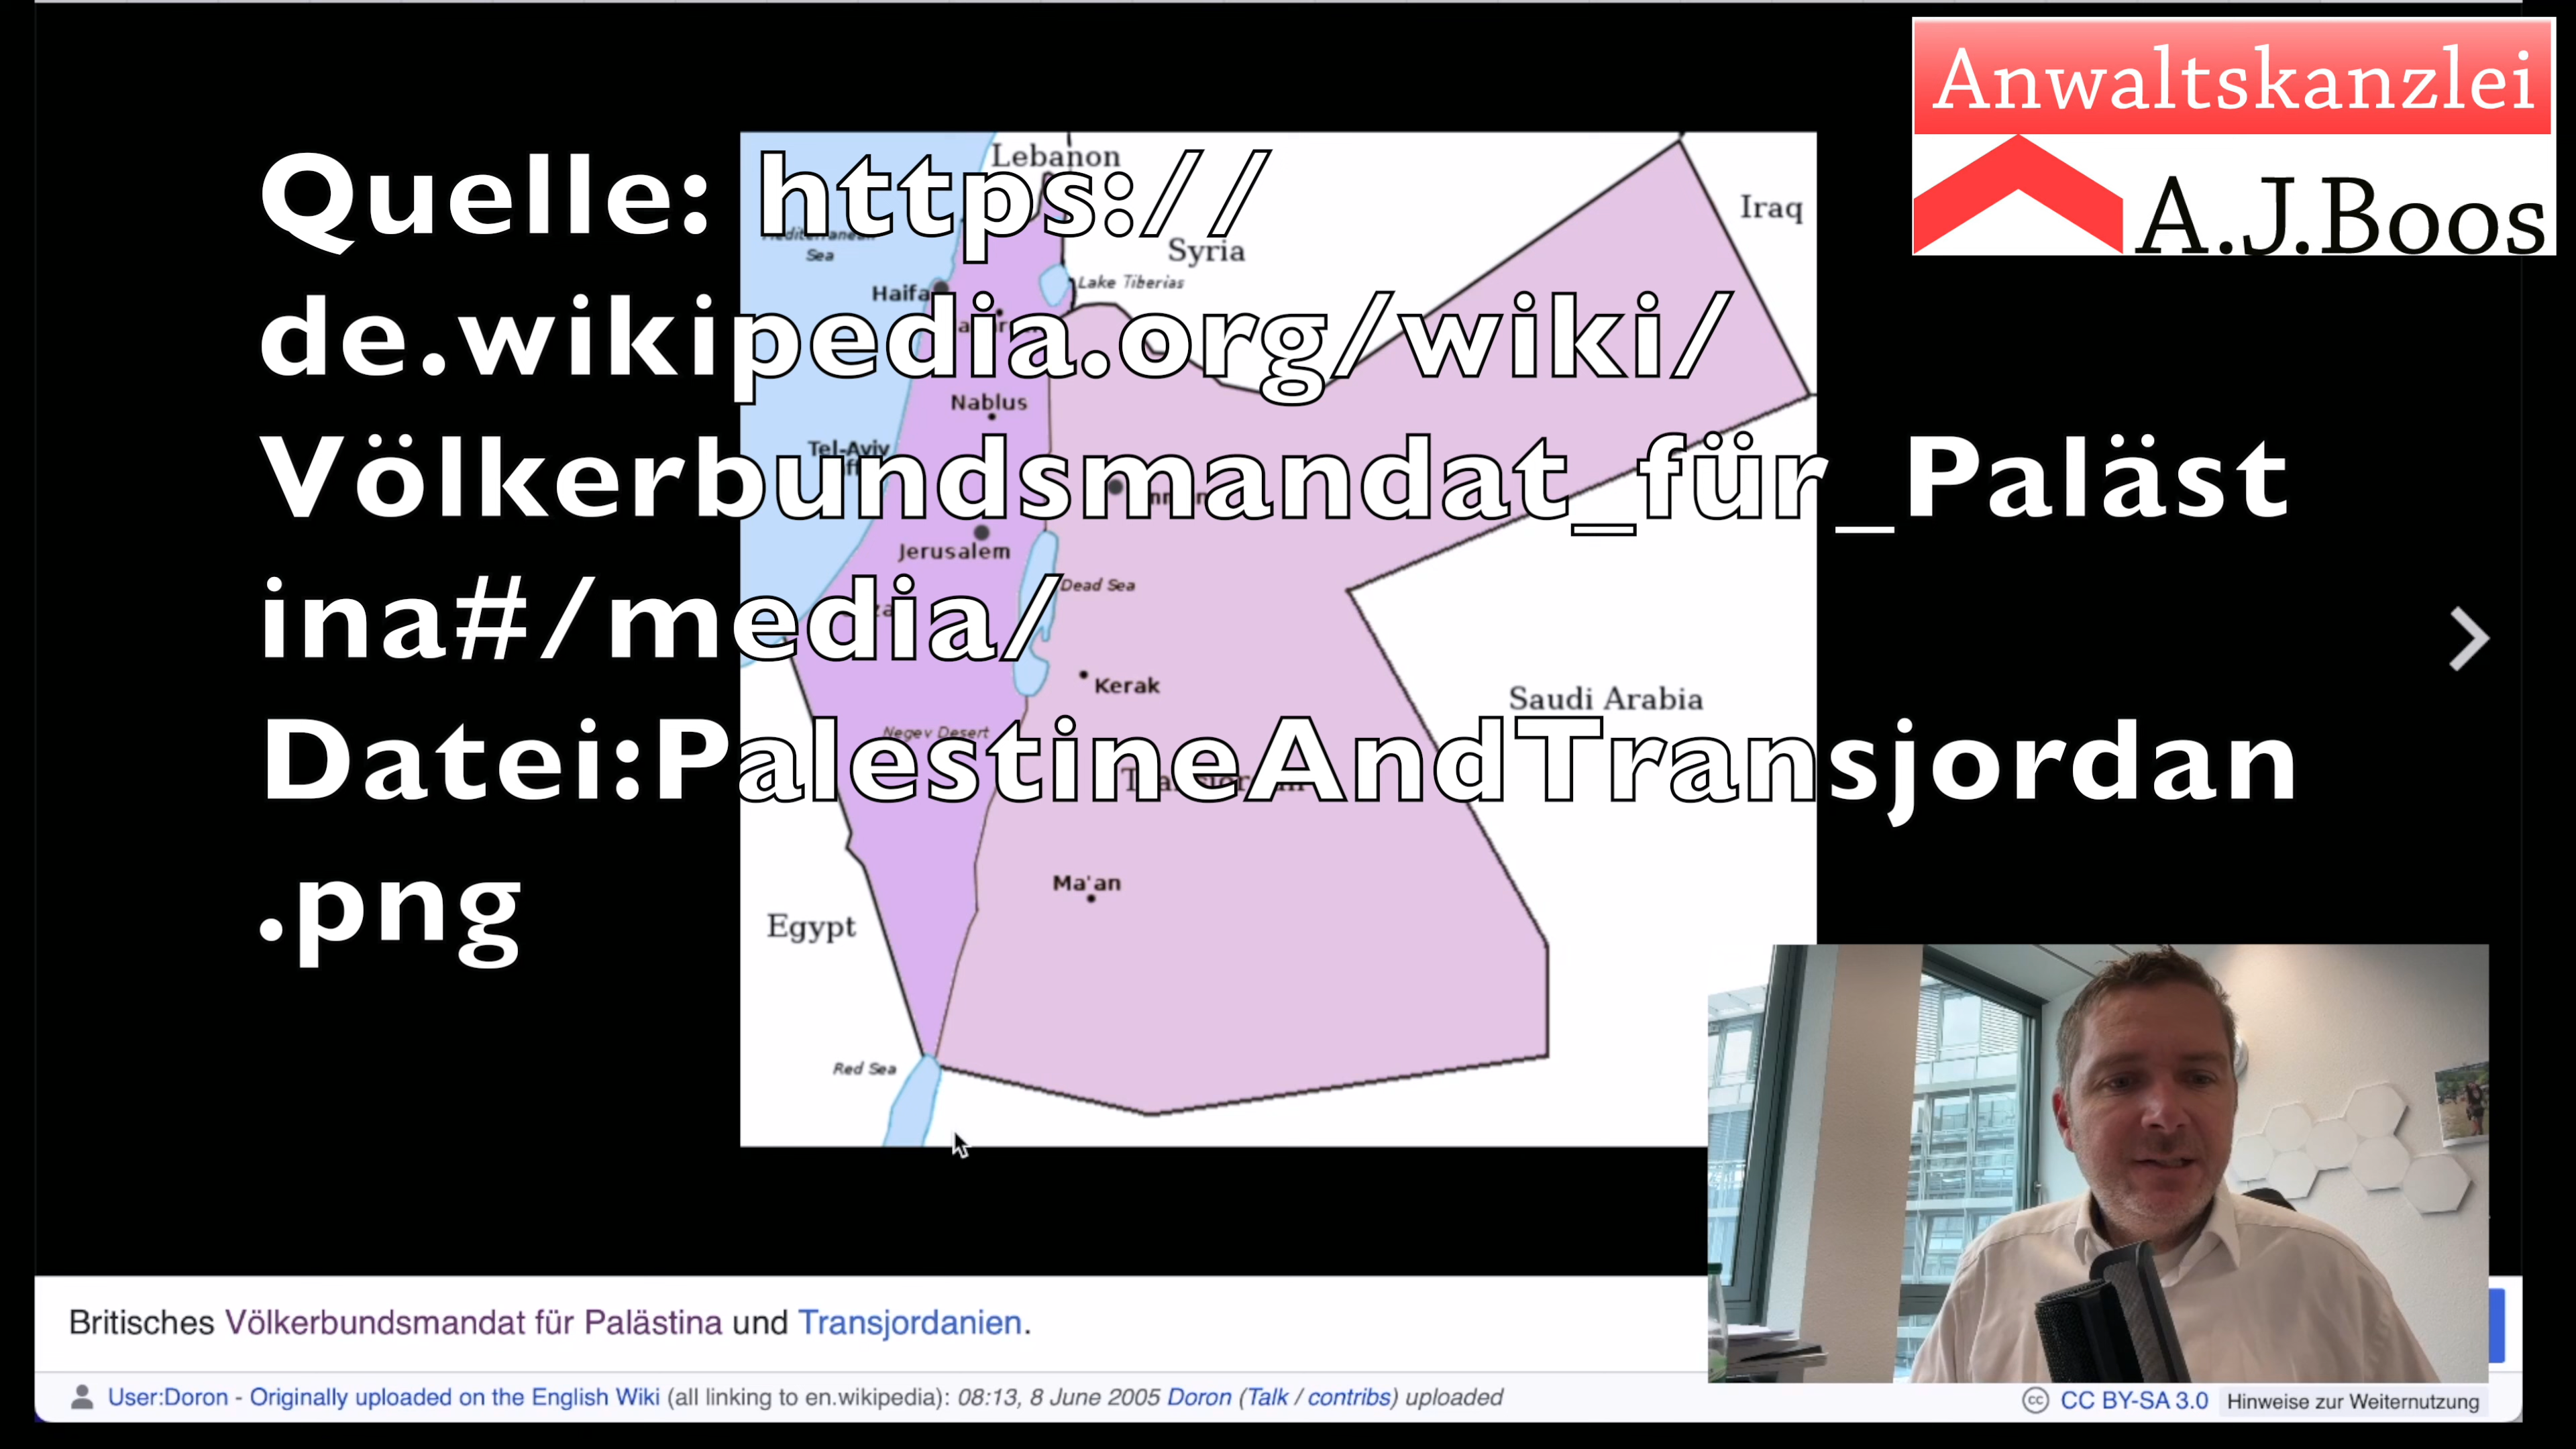 Anwaltskanzlei
A.J.Boos
Quelle: https://
de.wikipedia.org/wiki/
Völkerbundsmandat_für_Paläst
ina#/media/
Datei:PalestineAndTransjordan
.png
Lebanon
Iraq
Syria
Sea
Lake Tiberias
Haifa
Nablus
Tel-Aviv
Jerusalem
Dead Sea
Kerak
Saudi Arabia
Negev Desert
Ma'an
Egypt
Red Sea
Britisches Völkerbundsmandat für Palästina und Transjordanien.
User:Doron - Originally uploaded on the English Wiki (all linking to en.wikipedia): 08:13, 8 June 2005 Doron (Talk / contribs) uploaded
CC BY-SA 3.0 Hinweise zur Weiternutzung